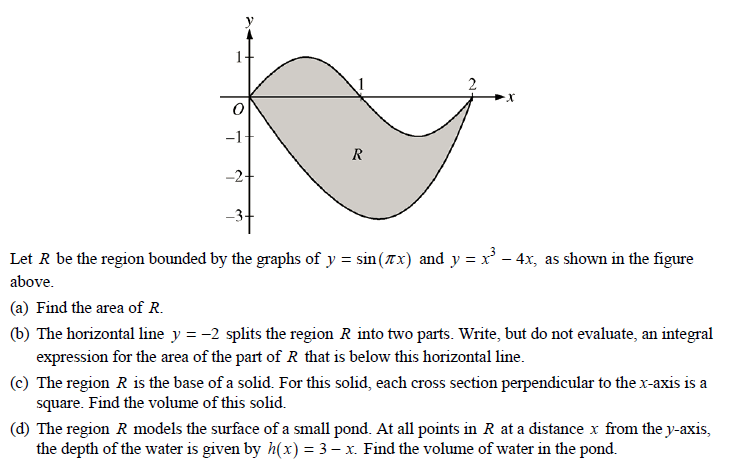 y
1
1
2
x
O
−1
R
−2
−3
Let R be the region bounded by the graphs of y = sin(πx) and y = x³ − 4x, as shown in the figure
above.
(a) Find the area of R.
(b) The horizontal line y = −2 splits the region R into two parts. Write, but do not evaluate, an integral
expression for the area of the part of R that is below this horizontal line.
(c) The region R is the base of a solid. For this solid, each cross section perpendicular to the x-axis is a
square. Find the volume of this solid.
(d) The region R models the surface of a small pond. At all points in R at a distance x from the y-axis,
the depth of the water is given by h(x) = 3 − x. Find the volume of water in the pond.